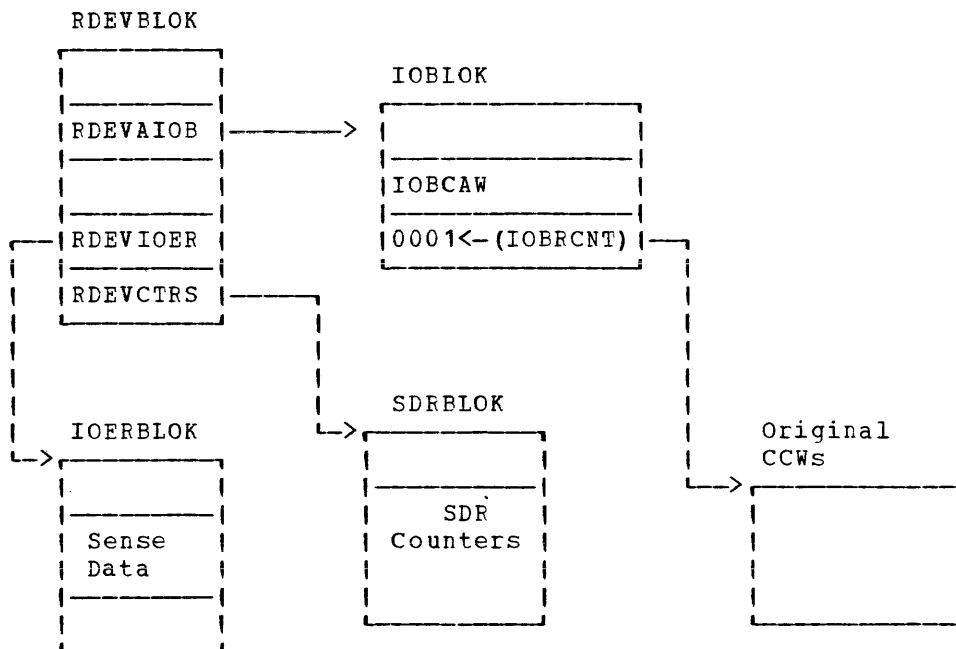 RDEVBLOK
IOBLOK
RDEVAIOB
IOBCAW
RDEVIOER
0001<-(IOBRCNT)
RDEVCTRS
SDRBLOK
IOERBLOK
Original
CCWs
SDR
Counters
Sense
Data